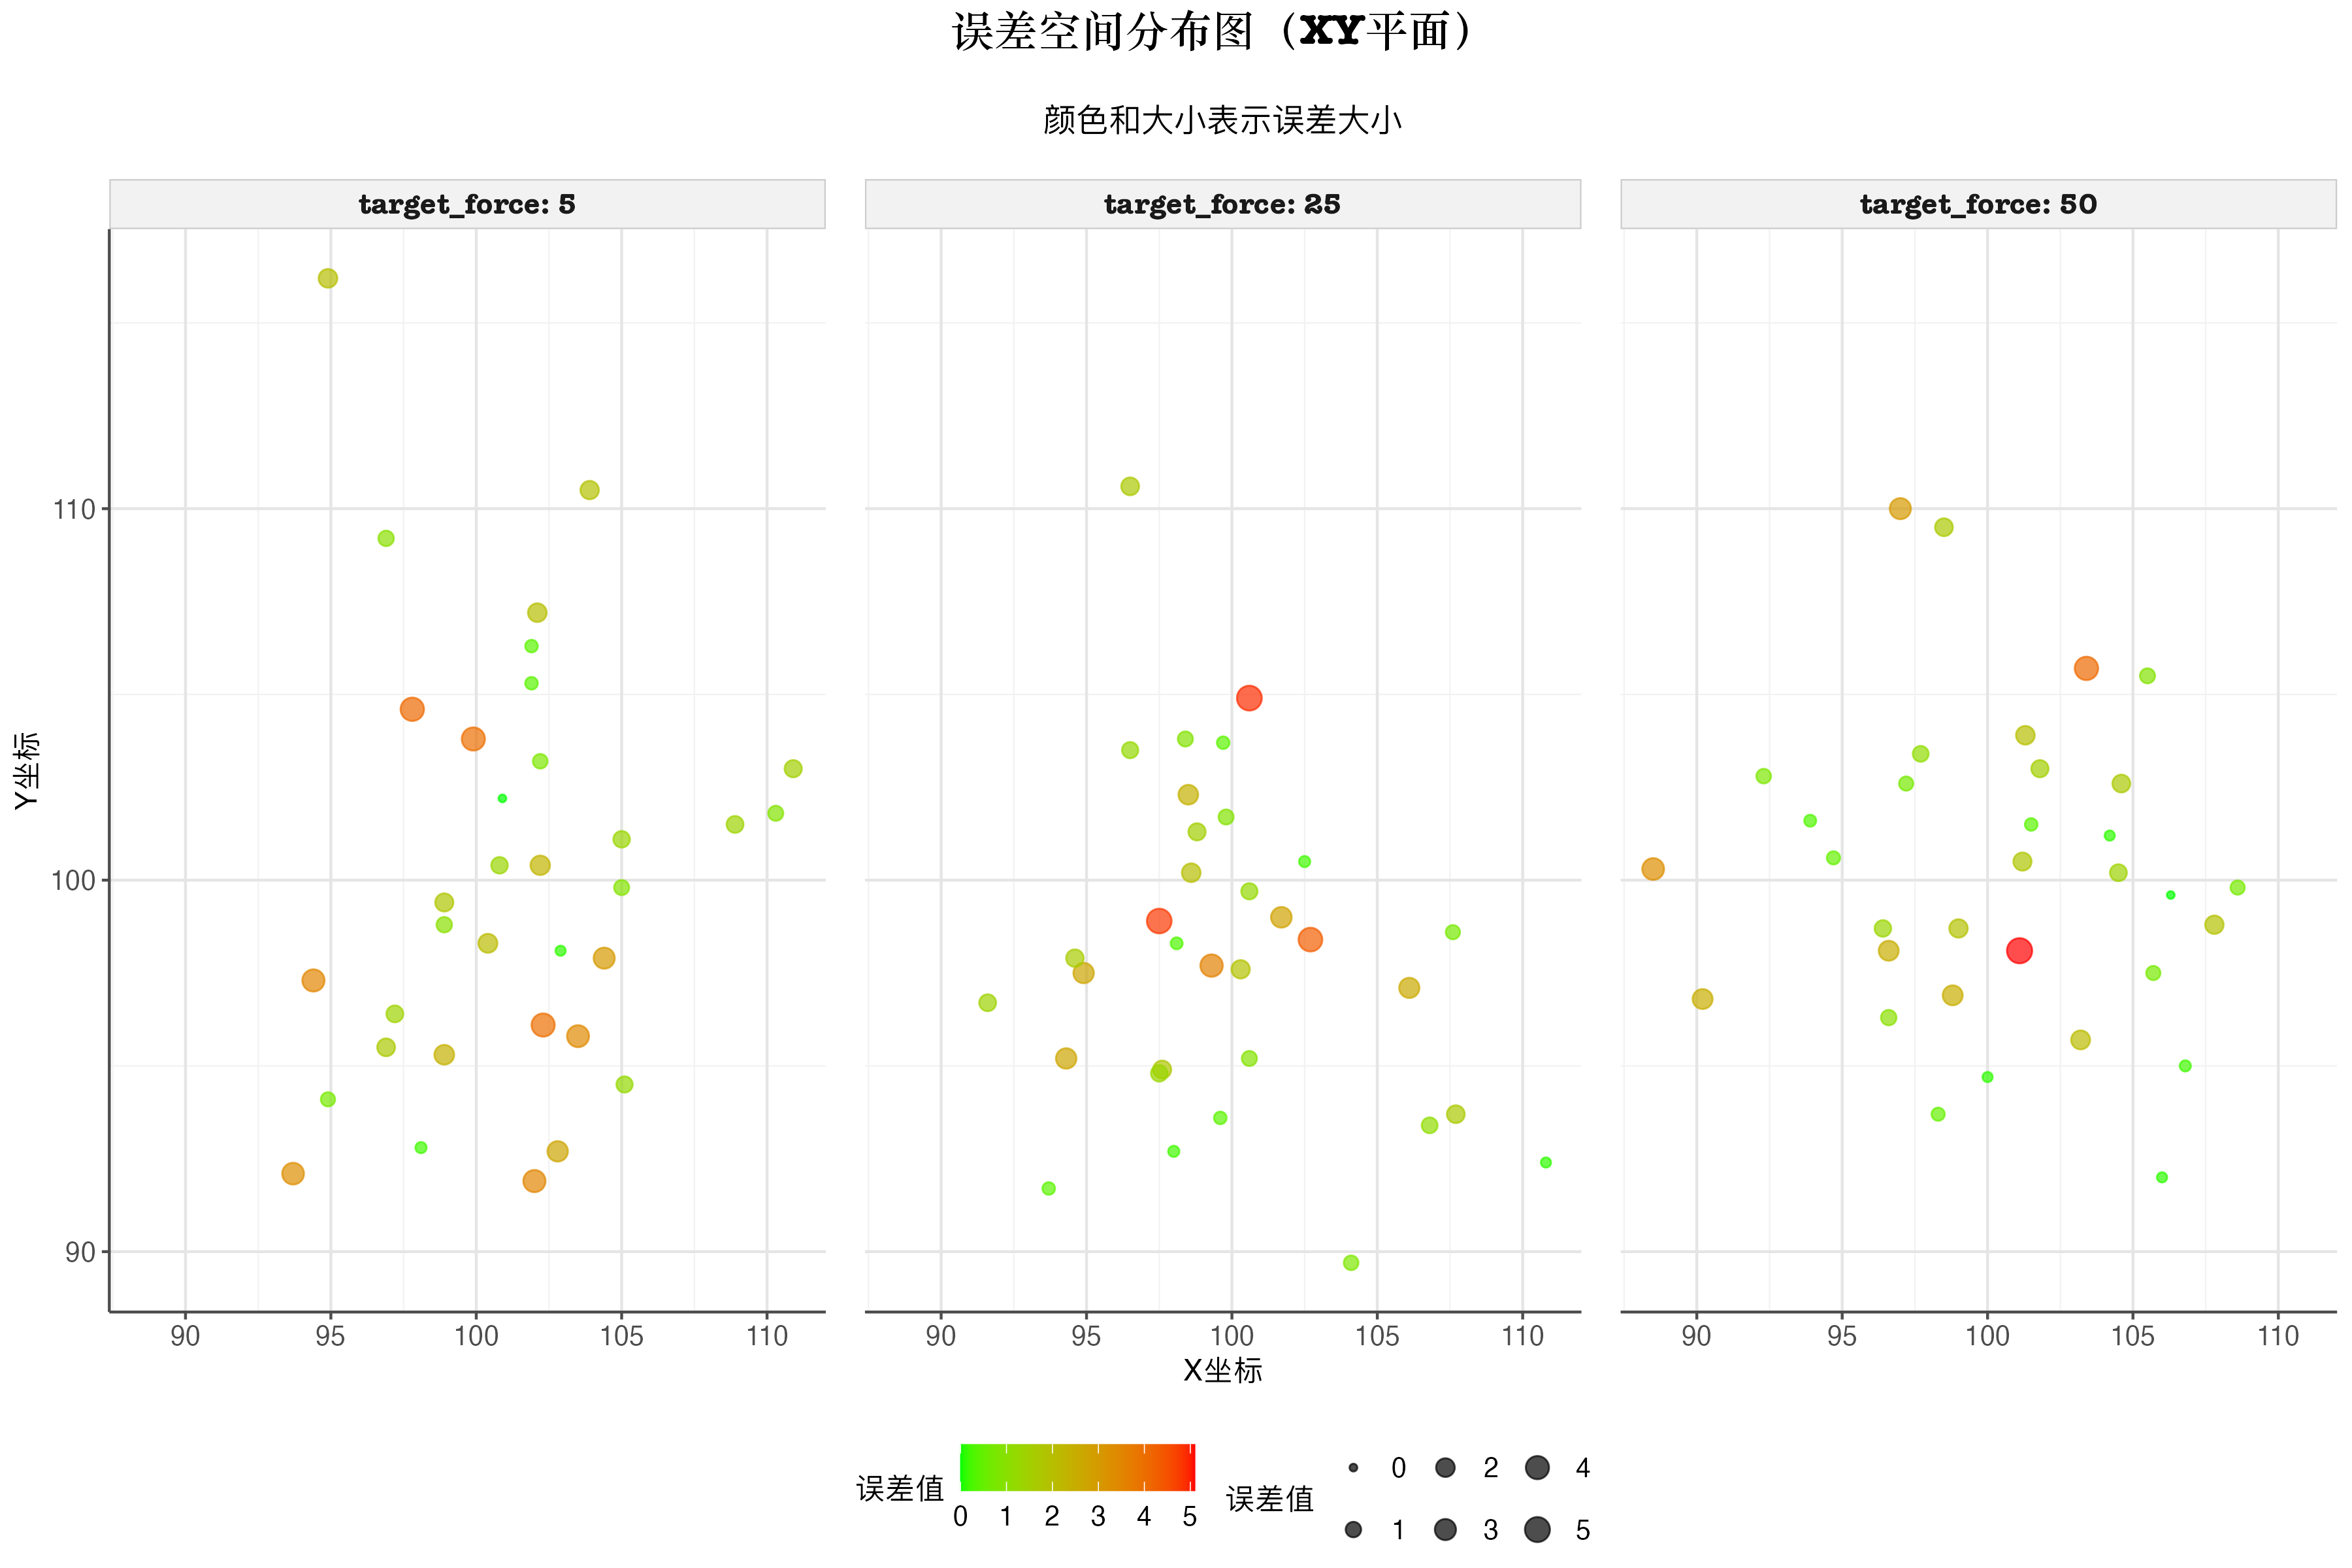 误差空间分布图（XY平面）
颜色和大小表示误差大小
target_force: 5
target_force: 25
target_force: 50
Y坐标
110
100
90
90 95 100 105 110
90 95 100 105 110
90 95 100 105 110
X坐标
误差值
0 1 2 3 4 5
误差值
0 2 4
1 3 5